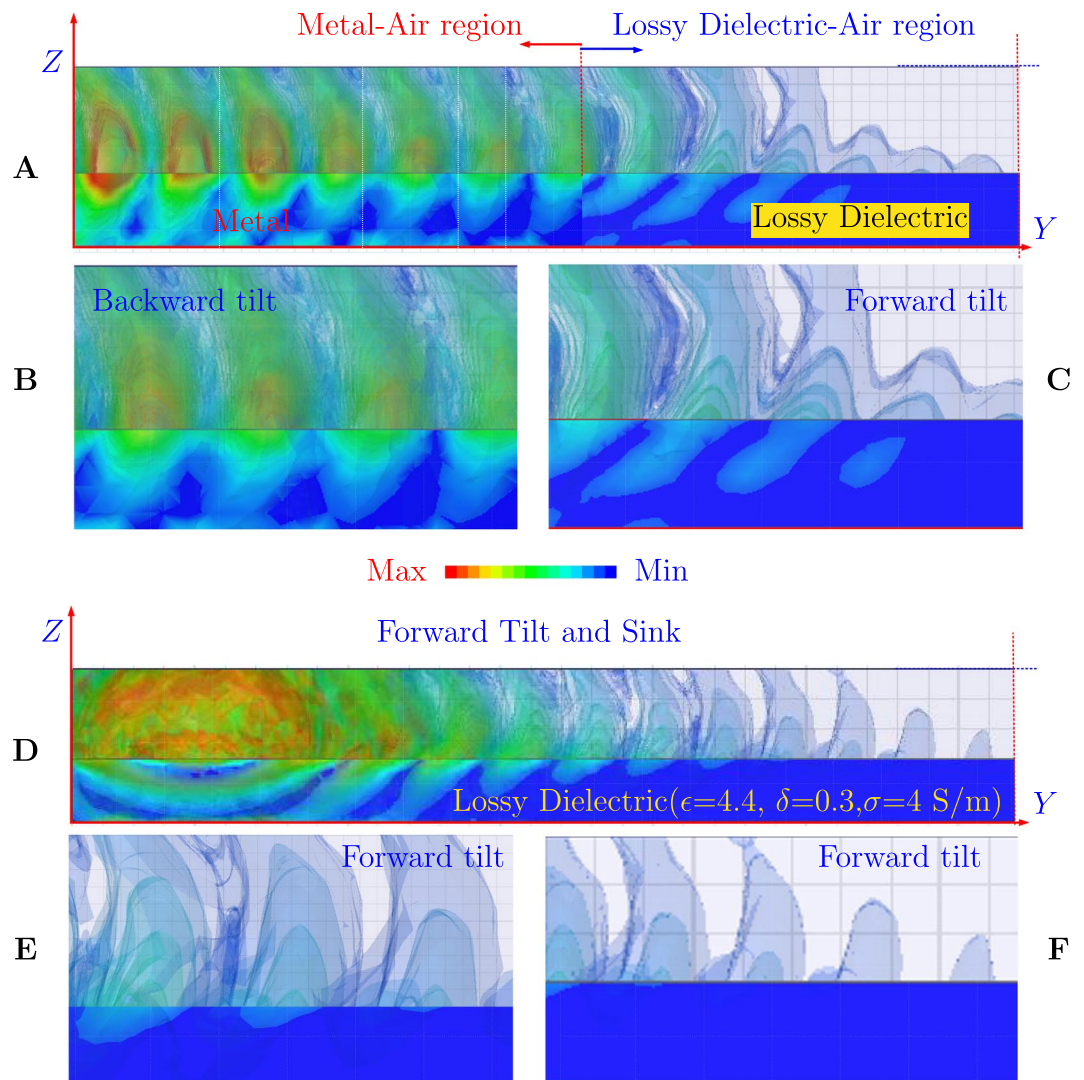 Metal-Air region
Lossy Dielectric-Air region
Z
A
Metal
Lossy Dielectric
Y
Backward tilt
Forward tilt
B
C
Max
Min
Z
Forward Tilt and Sink
D
Lossy Dielectric(ϵ=4.4, δ=0.3,σ=4 S/m)
Y
Forward tilt
Forward tilt
E
F